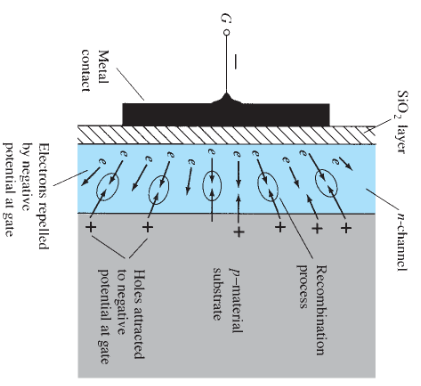 G
−
Metal
contact
SiO₂ layer
n-channel
e e e e e e e e e
+ + + + + +
Recombination
process
p-material
substrate
Holes attracted
to negative
potential at gate
Electrons repelled
by negative
potential at gate